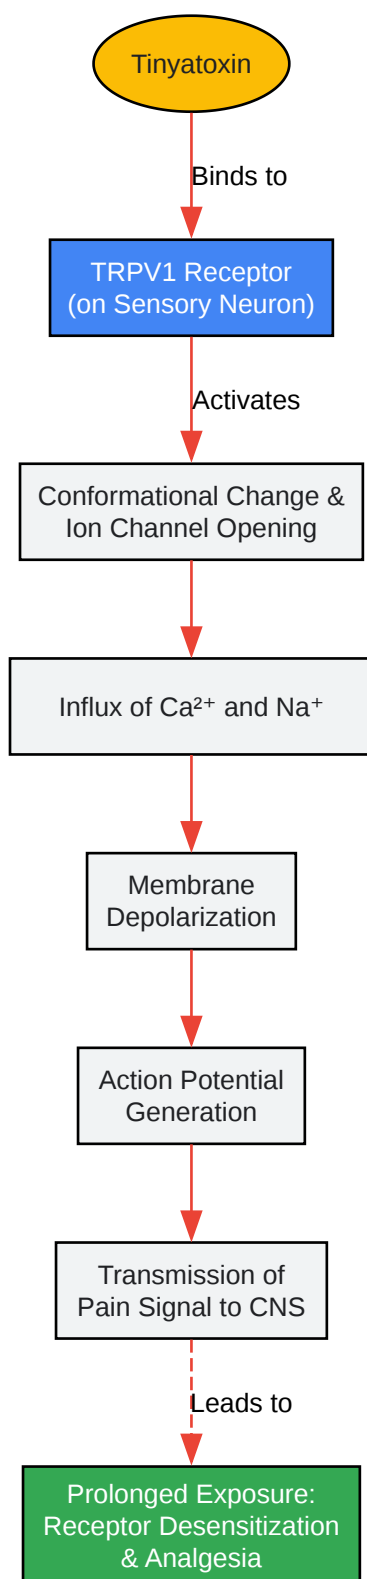 Tinyatoxin
Binds to
TRPV1 Receptor
(on Sensory Neuron)
Activates
Conformational Change &
Ion Channel Opening
Influx of Ca²⁺ and Na⁺
Membrane
Depolarization
Action Potential
Generation
Transmission of
Pain Signal to CNS
Leads to
Prolonged Exposure:
Receptor Desensitization
& Analgesia